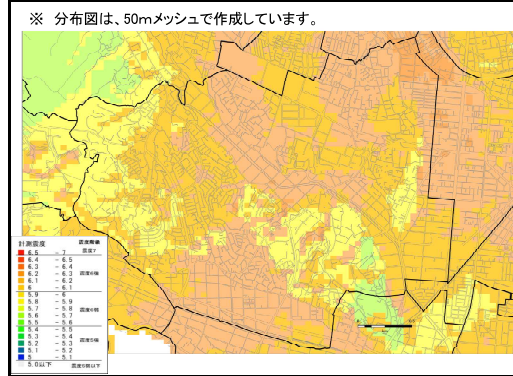 ※ 分布図は、50mメッシュで作成しています。
計測震度 震度階級
6.5 - 7 震度7
6.4 - 6.5
6.3 - 6.4
6.2 - 6.3 震度6強
6.1 - 6.2
6 - 6.1
5.9 - 6
5.8 - 5.9
5.7 - 5.8 震度6弱
5.6 - 5.7
5.5 - 5.6
5.4 - 5.5
5.3 - 5.4
5.2 - 5.3 震度5強
5.1 - 5.2
5 - 5.1
5.0以下 震度5弱以下